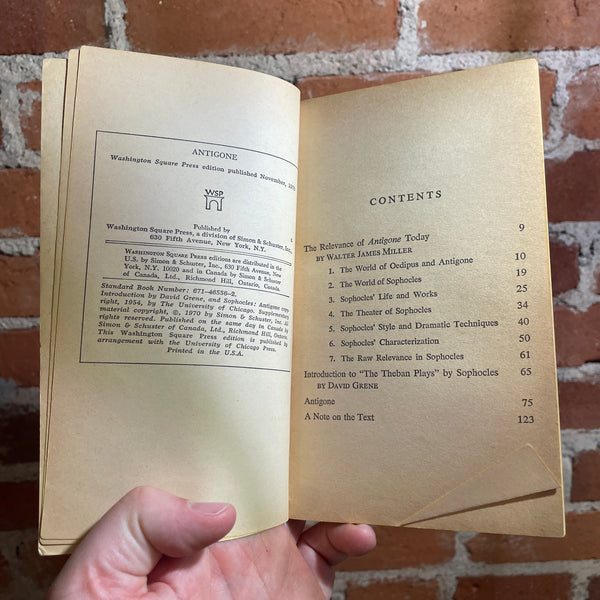 ANTIGONE
Washington Square Press edition published November, 1970
WSP
Published by
Washington Square Press, a division of Simon & Schuster, Inc.,
630 Fifth Avenue, New York, N.Y.
WASHINGTON SQUARE PRESS editions are distributed in the
U.S. by Simon & Schuster, Inc., 630 Fifth Avenue, New
York, N.Y. 10020 and in Canada by Simon & Schuster
of Canada, Ltd., Richmond Hill, Ontario, Canada.
Standard Book Number: 671-46556-2.
Introduction by David Grene, and Sophocles: Antigone copy-
right, 1954, by The University of Chicago. Supplementary
material copyright, ©, 1970 by Simon & Schuster, Inc. All
rights reserved. Published on the same day in Canada by
Simon & Schuster of Canada, Ltd., Richmond Hill, Ontario.
This Washington Square Press edition is published by
arrangement with the University of Chicago Press.
Printed in the U.S.A.
CONTENTS
The Relevance of Antigone Today 9
BY WALTER JAMES MILLER
1. The World of Oedipus and Antigone 10
2. The World of Sophocles 19
3. Sophocles' Life and Works 25
4. The Theater of Sophocles 34
5. Sophocles' Style and Dramatic Techniques 40
6. Sophocles' Characterization 50
7. The Raw Relevance in Sophocles 61
Introduction to "The Theban Plays" by Sophocles 65
BY DAVID GRENE
Antigone 75
A Note on the Text 123